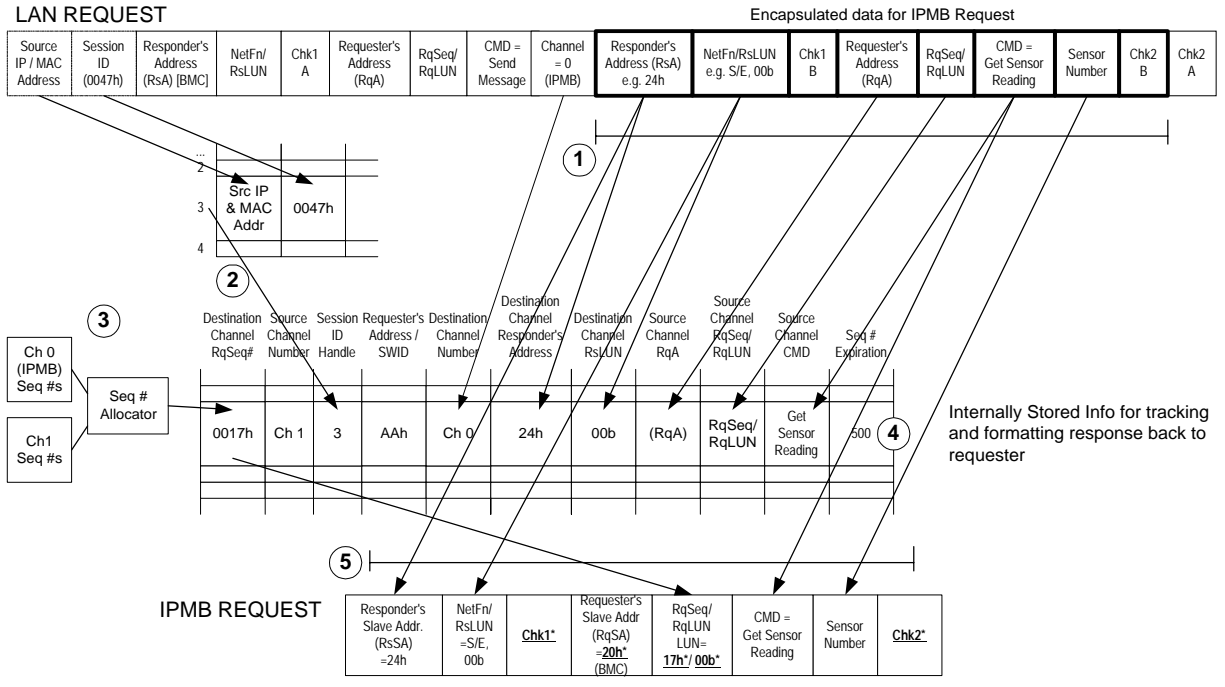 LAN REQUEST
Encapsulated data for IPMB Request
Source
IP / MAC
Address
Session
ID
(0047h)
Responder's
Address
(RsA) [BMC]
NetFn/
RsLUN
Chk1
A
Requester's
Address
(RqA)
RqSeq/
RqLUN
CMD =
Send
Message
Channel
= 0
(IPMB)
Responder's
Address (RsA)
e.g. 24h
NetFn/RsLUN
e.g. S/E, 00b
Chk1
B
Requester's
Address
(RqA)
RqSeq/
RqLUN
CMD =
Get Sensor
Reading
Sensor
Number
Chk2
B
Chk2
A
1
...
2
3
4
Src IP
& MAC
Addr
0047h
2
3
Ch 0
(IPMB)
Seq #s
Ch1
Seq #s
Seq #
Allocator
Destination
Channel
RqSeq#
Source
Channel
Number
Session
ID
Handle
Requester's
Address /
SWID
Destination
Channel
Number
Destination
Channel
Responder's
Address
Destination
Channel
RsLUN
Source
Channel
RqA
Source
Channel
RqSeq/
RqLUN
Source
Channel
CMD
Seq #
Expiration
0017h
Ch 1
3
AAh
Ch 0
24h
00b
(RqA)
RqSeq/
RqLUN
Get
Sensor
Reading
500
4
Internally Stored Info for tracking
and formatting response back to
requester
5
IPMB REQUEST
Responder's
Slave Addr.
(RsSA)
=24h
NetFn/
RsLUN
=S/E,
00b
Chk1*
Requester's
Slave Addr
(RqSA)
=20h*
(BMC)
RqSeq/
RqLUN
LUN=
17h*/ 00b*
CMD =
Get Sensor
Reading
Sensor
Number
Chk2*